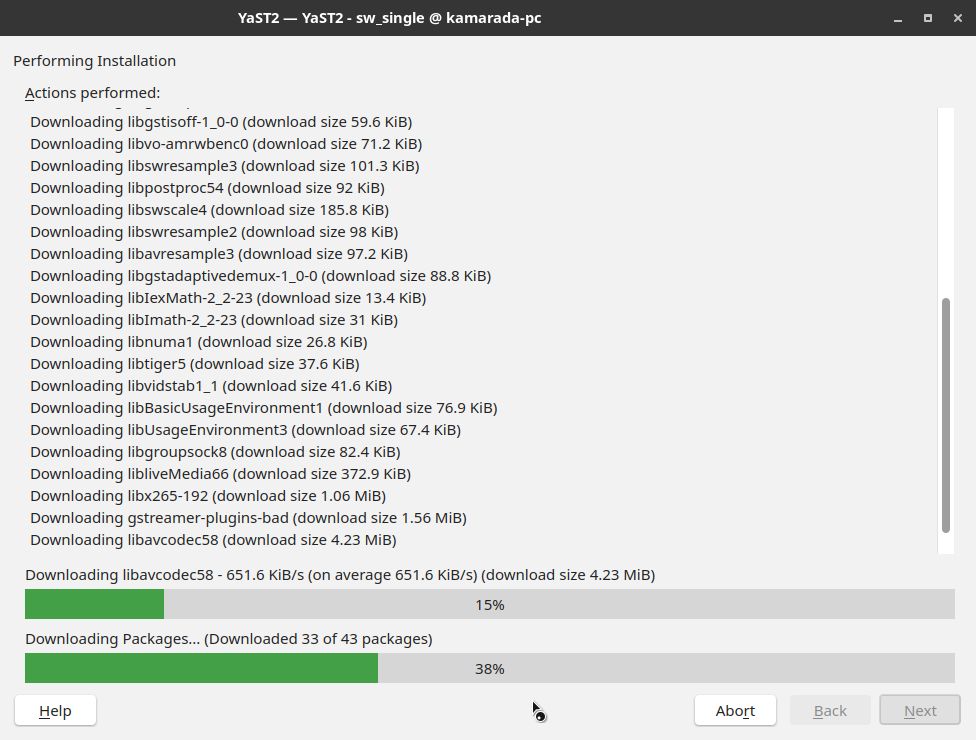 YaST2 — YaST2 - sw_single @ kamarada-pc
Performing Installation
Actions performed:
Downloading libgstisoff-1_0-0 (download size 59.6 KiB)
Downloading libvo-amrwbenc0 (download size 71.2 KiB)
Downloading libswresample3 (download size 101.3 KiB)
Downloading libpostproc54 (download size 92 KiB)
Downloading libswscale4 (download size 185.8 KiB)
Downloading libswresample2 (download size 98 KiB)
Downloading libavresample3 (download size 97.2 KiB)
Downloading libgstadaptivedemux-1_0-0 (download size 88.8 KiB)
Downloading libIexMath-2_2-23 (download size 13.4 KiB)
Downloading libImath-2_2-23 (download size 31 KiB)
Downloading libnuma1 (download size 26.8 KiB)
Downloading libtiger5 (download size 37.6 KiB)
Downloading libvidstab1_1 (download size 41.6 KiB)
Downloading libBasicUsageEnvironment1 (download size 76.9 KiB)
Downloading libUsageEnvironment3 (download size 67.4 KiB)
Downloading libgroupsock8 (download size 82.4 KiB)
Downloading libliveMedia66 (download size 372.9 KiB)
Downloading libx265-192 (download size 1.06 MiB)
Downloading gstreamer-plugins-bad (download size 1.56 MiB)
Downloading libavcodec58 (download size 4.23 MiB)
Downloading libavcodec58 - 651.6 KiB/s (on average 651.6 KiB/s) (download size 4.23 MiB)
15%
Downloading Packages... (Downloaded 33 of 43 packages)
38%
Help Abort Back Next